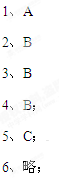 1、A
2、B
3、B
4、B；
5、C；
6、略；